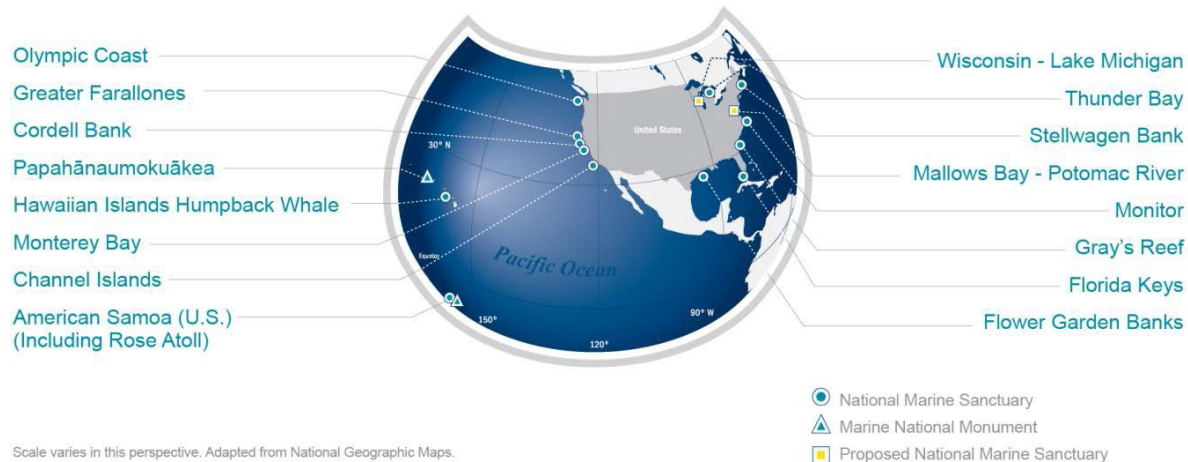 Olympic Coast
Greater Farallones
Cordell Bank
Papahānaumokuākea
Hawaiian Islands Humpback Whale
Monterey Bay
Channel Islands
American Samoa (U.S.)
(Including Rose Atoll)
United States
30° N
Equator
Pacific Ocean
150°
120°
90° W
Wisconsin - Lake Michigan
Thunder Bay
Stellwagen Bank
Mallows Bay - Potomac River
Monitor
Gray's Reef
Florida Keys
Flower Garden Banks
National Marine Sanctuary
Marine National Monument
Proposed National Marine Sanctuary
Scale varies in this perspective. Adapted from National Geographic Maps.